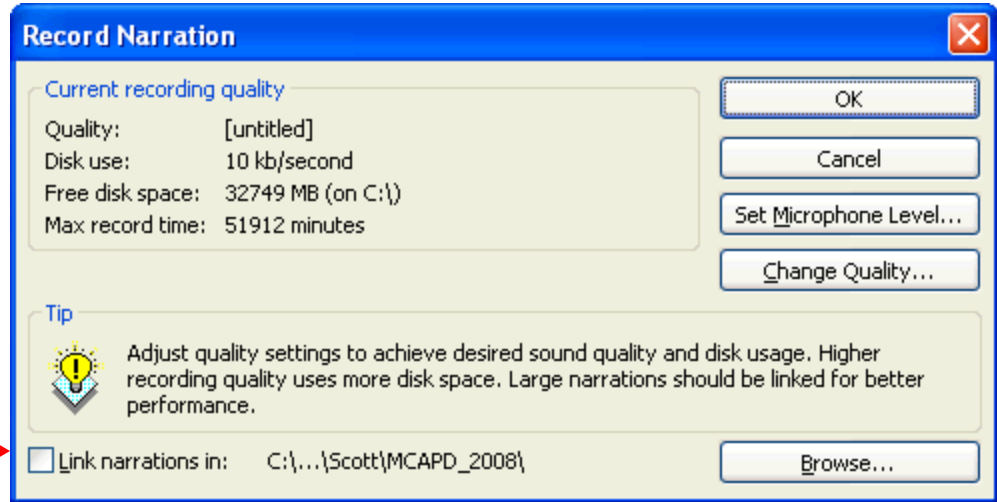 Record Narration
Current recording quality
Quality: [untitled]
Disk use: 10 kb/second
Free disk space: 32749 MB (on C:\)
Max record time: 51912 minutes
OK
Cancel
Set Microphone Level...
Change Quality...
Tip
Adjust quality settings to achieve desired sound quality and disk usage. Higher
recording quality uses more disk space. Large narrations should be linked for better
performance.
Link narrations in: C:\...\Scott\MCAPD_2008\
Browse...